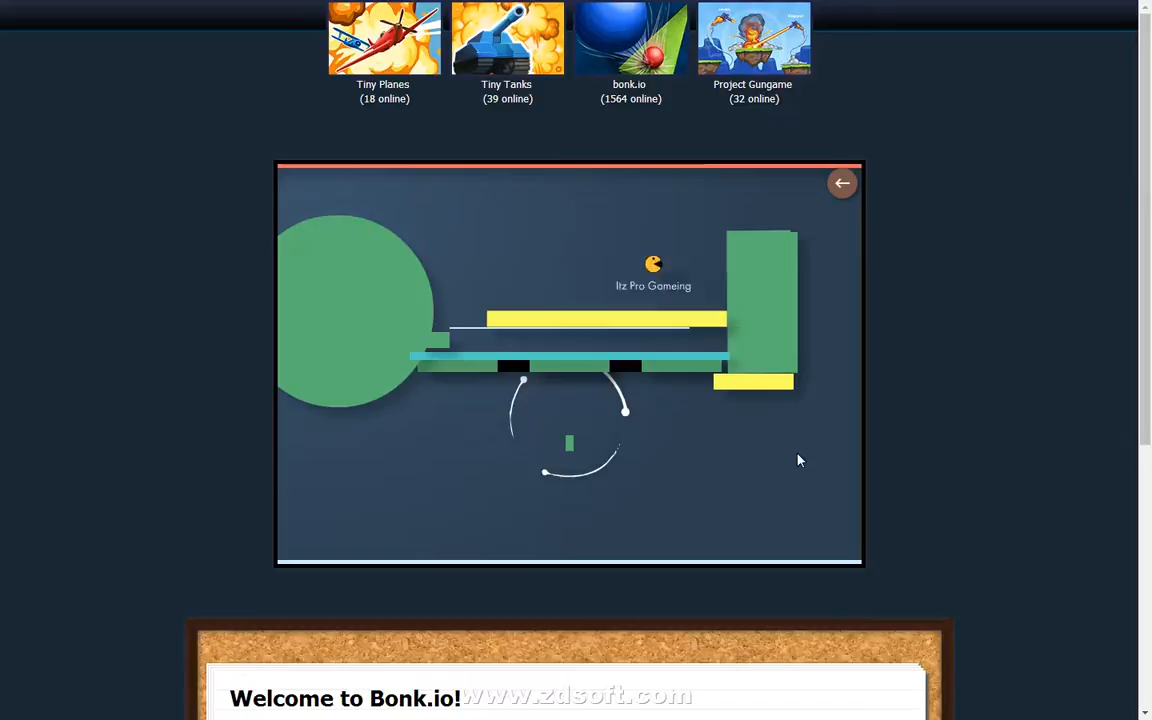 Tiny Planes
(18 online)
Tiny Tanks
(39 online)
bonk.io
(1564 online)
Project Gungame
(32 online)
Itz Pro Gameing
Welcome to Bonk.io!
www.zdsoft.com